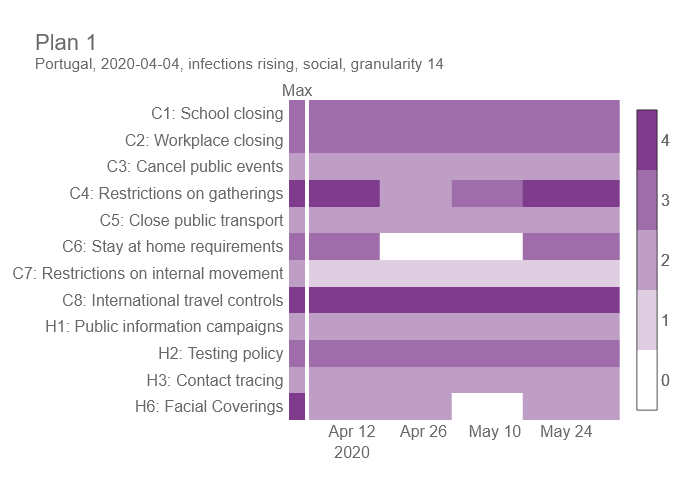 Plan 1
Portugal, 2020-04-04, infections rising, social, granularity 14
Max
C1: School closing
C2: Workplace closing
C3: Cancel public events
C4: Restrictions on gatherings
C5: Close public transport
C6: Stay at home requirements
C7: Restrictions on internal movement
C8: International travel controls
H1: Public information campaigns
H2: Testing policy
H3: Contact tracing
H6: Facial Coverings
Apr 12 Apr 26 May 10 May 24
2020
4
3
2
1
0